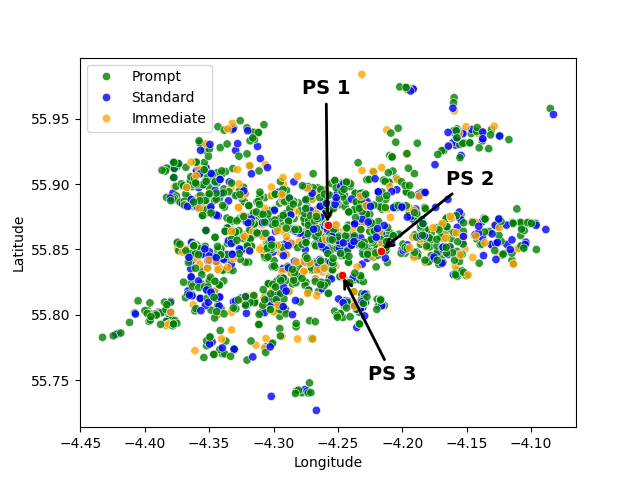 Prompt
Standard
Immediate
PS 1
PS 2
PS 3
55.95
55.90
55.85
55.80
55.75
Latitude
−4.45 −4.40 −4.35 −4.30 −4.25 −4.20 −4.15 −4.10
Longitude